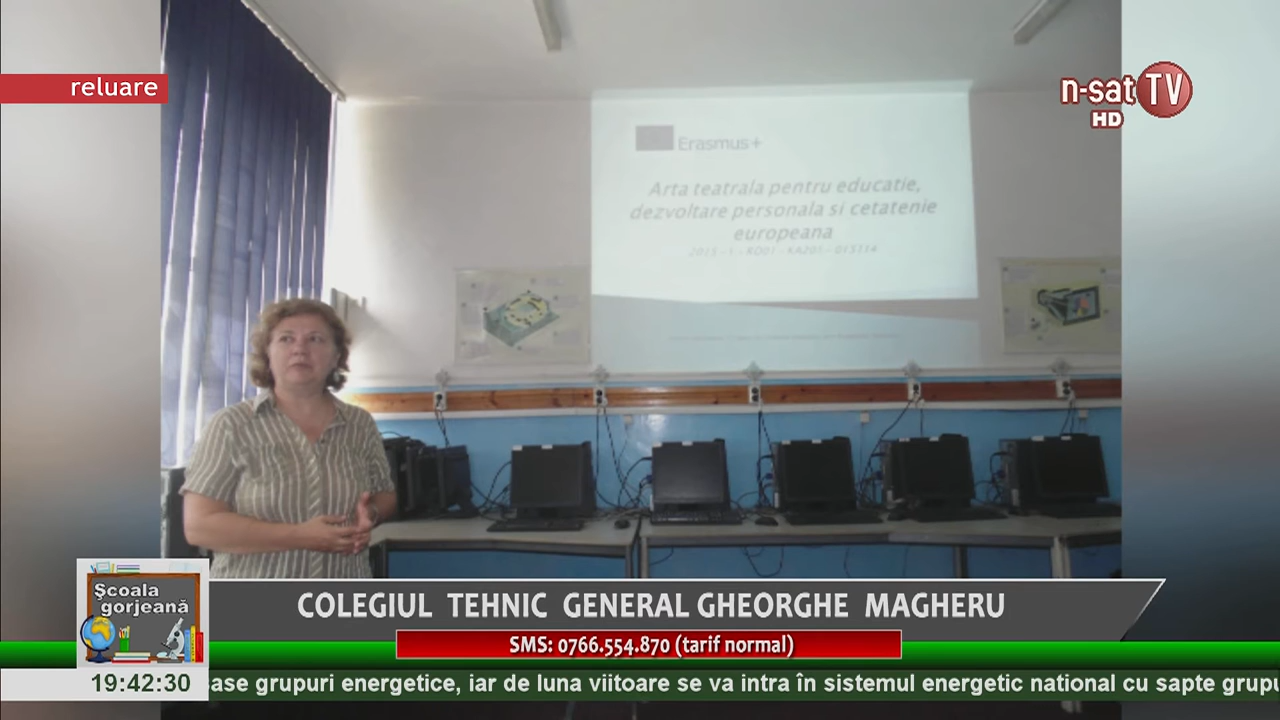 reluare
n-sat TV
HD
Erasmus+
Arta teatrala pentru educatie,
dezvoltare personala si cetatenie
europeana
Şcoala
gorjeană
COLEGIUL TEHNIC GENERAL GHEORGHE MAGHERU
SMS: 0766.554.870 (tarif normal)
19:42:30
ase grupuri energetice, iar de luna viitoare se va intra în sistemul energetic national cu sapte grupu